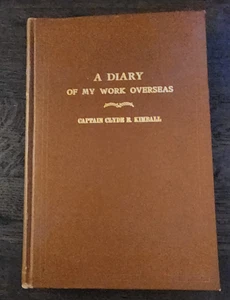 A DIARY
OF MY WORK OVERSEAS
CAPTAIN CLYDE E. KIMBALL